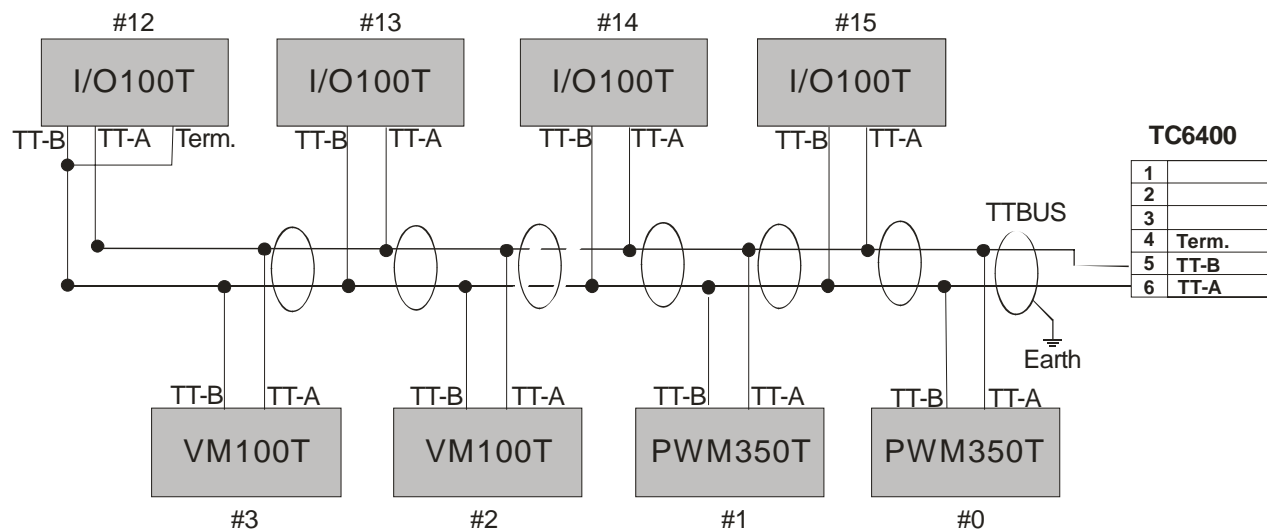 #12 #13 #14 #15
I/O100T I/O100T I/O100T I/O100T
TT-B TT-A Term. TT-B TT-A TT-B TT-A TT-B TT-A
TC6400
1
2
3
4 Term.
5 TT-B
6 TT-A
TTBUS
Earth
TT-B TT-A TT-B TT-A TT-B TT-A TT-B TT-A
VM100T VM100T PWM350T PWM350T
#3 #2 #1 #0